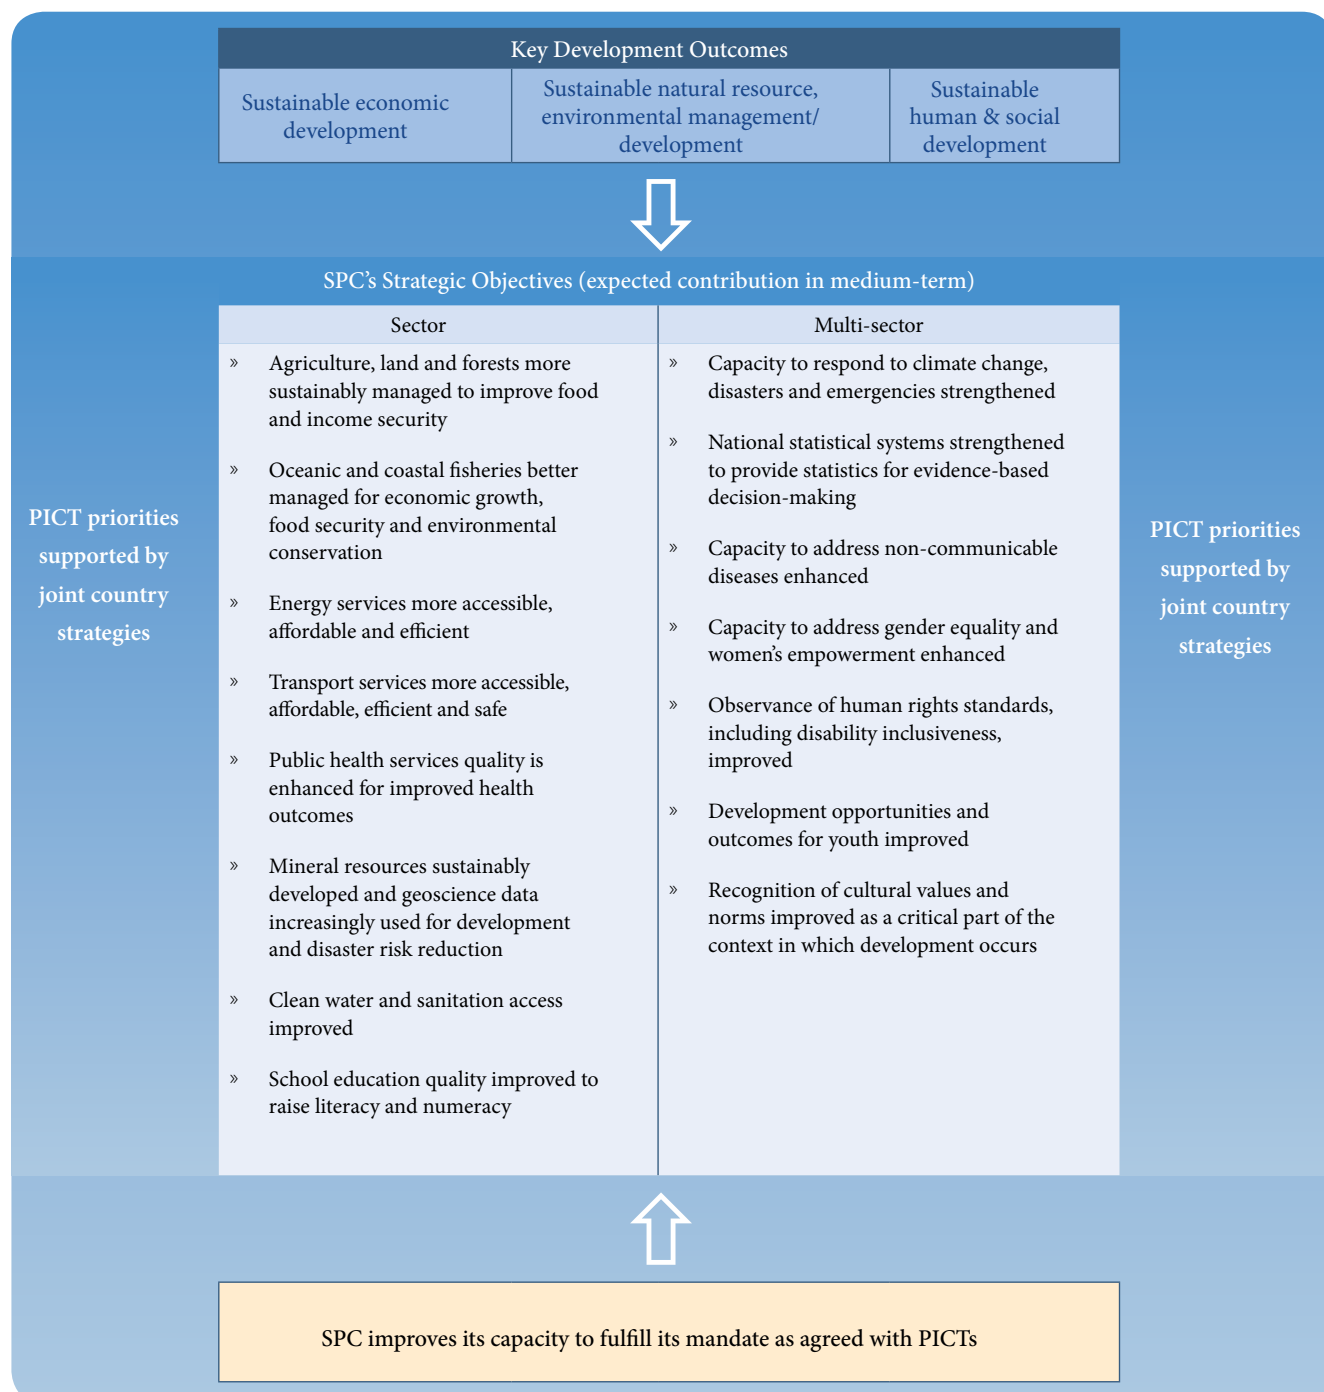 Key Development Outcomes
Sustainable economic
development
Sustainable natural resource,
environmental management/
development
Sustainable
human & social
development
SPC’s Strategic Objectives (expected contribution in medium-term)
PICT priorities
supported by
joint country
strategies
Sector
» Agriculture, land and forests more
sustainably managed to improve food
and income security
» Oceanic and coastal fisheries better
managed for economic growth,
food security and environmental
conservation
» Energy services more accessible,
affordable and efficient
» Transport services more accessible,
affordable, efficient and safe
» Public health services quality is
enhanced for improved health
outcomes
» Mineral resources sustainably
developed and geoscience data
increasingly used for development
and disaster risk reduction
» Clean water and sanitation access
improved
» School education quality improved to
raise literacy and numeracy
Multi-sector
» Capacity to respond to climate change,
disasters and emergencies strengthened
» National statistical systems strengthened
to provide statistics for evidence-based
decision-making
» Capacity to address non-communicable
diseases enhanced
» Capacity to address gender equality and
women’s empowerment enhanced
» Observance of human rights standards,
including disability inclusiveness,
improved
» Development opportunities and
outcomes for youth improved
» Recognition of cultural values and
norms improved as a critical part of the
context in which development occurs
PICT priorities
supported by
joint country
strategies
SPC improves its capacity to fulfill its mandate as agreed with PICTs